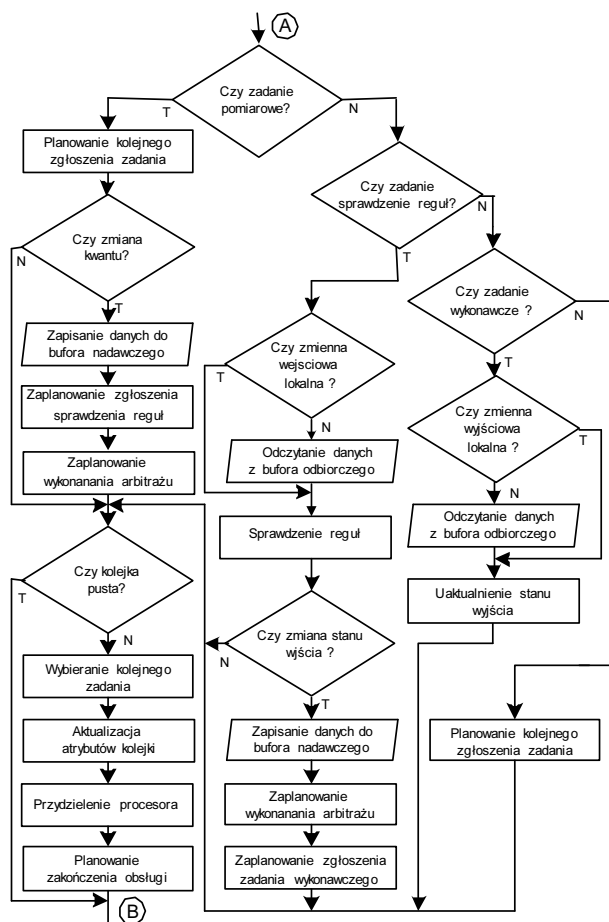 A
Czy zadanie
pomiarowe?
T
N
Planowanie kolejnego
zgłoszenia zadania
Czy zadanie
sprawdzenie reguł?
N
T
Czy zmiana
kwantu?
N
T
Czy zadanie
wykonawcze ?
N
T
Zapisanie danych do
bufora nadawczego
Czy zmienna
wejsciowa
lokalna ?
T
N
Zaplanowanie zgłoszenia
sprawdzenia reguł
Czy zmienna
wyjściowa
lokalna ?
T
N
Zaplanowanie
wykonanania arbitrażu
Odczytanie danych
z bufora odbiorczego
Odczytanie danych
z bufora odbiorczego
Sprawdzenie reguł
Czy kolejka
pusta?
T
N
Uaktualnienie stanu
wyjścia
Czy zmiana stanu
wjścia ?
N
T
Wybieranie kolejnego
zadania
Aktualizacja
atrybutów kolejki
Zapisanie danych do
bufora nadawczego
Planowanie kolejnego
zgłoszenia zadania
Przydzielenie procesora
Zaplanowanie
wykonanania arbitrażu
Planowanie
zakończenia obsługi
Zaplanowanie zgłoszenia
zadania wykonawczego
B